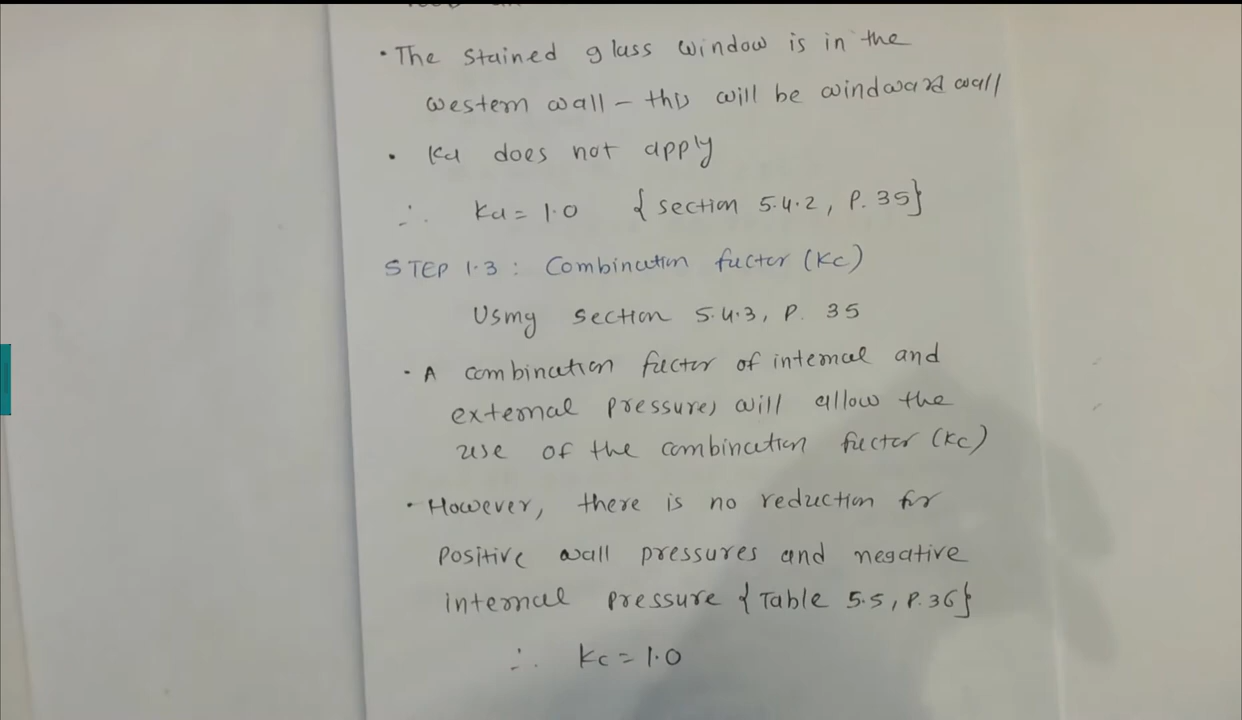 • The stained glass window is in the
western wall – this will be windward wall
• Ka does not apply
∴ Ka = 1.0 {section 5.4.2, P. 35}
STEP 1.3 : Combination factor (Kc)
Using section 5.4.3, P. 35
• A combination factor of internal and
external pressures will allow the
use of the combination factor (Kc)
• However, there is no reduction for
positive wall pressures and negative
internal pressure {Table 5.5, P.36}
∴ Kc = 1.0